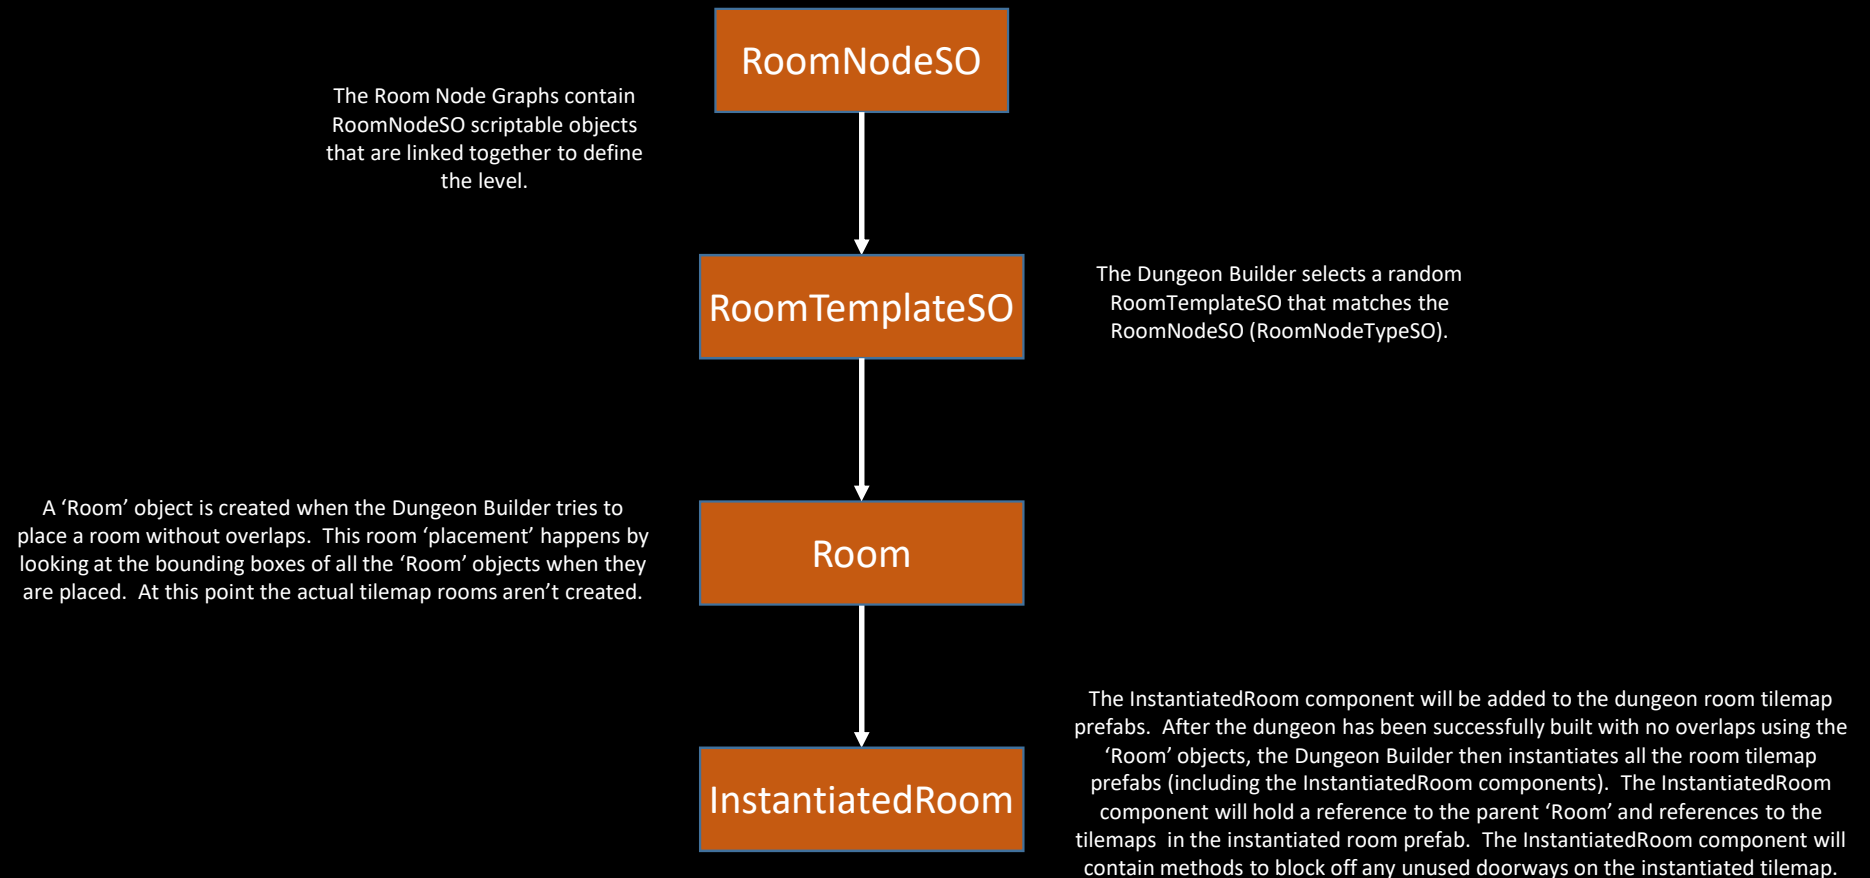 RoomNodeSO
The Room Node Graphs contain
RoomNodeSO scriptable objects
that are linked together to define
the level.
RoomTemplateSO
The Dungeon Builder selects a random
RoomTemplateSO that matches the
RoomNodeSO (RoomNodeTypeSO).
A ‘Room’ object is created when the Dungeon Builder tries to
place a room without overlaps.  This room ‘placement’ happens by
looking at the bounding boxes of all the ‘Room’ objects when they
are placed.  At this point the actual tilemap rooms aren’t created.
Room
InstantiatedRoom
The InstantiatedRoom component will be added to the dungeon room tilemap
prefabs.  After the dungeon has been successfully built with no overlaps using the
‘Room’ objects, the Dungeon Builder then instantiates all the room tilemap
prefabs (including the InstantiatedRoom components).  The InstantiatedRoom
component will hold a reference to the parent ‘Room’ and references to the
tilemaps  in the instantiated room prefab.  The InstantiatedRoom component will
contain methods to block off any unused doorways on the instantiated tilemap.